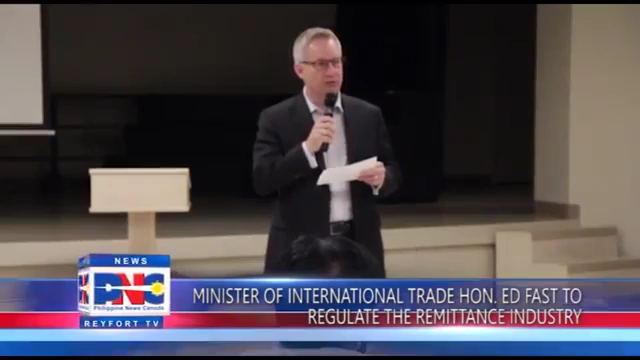 NEWS
PNC
Philippine News Canada
REYFORT TV
MINISTER OF INTERNATIONAL TRADE HON. ED FAST TO
REGULATE THE REMITTANCE INDUSTRY